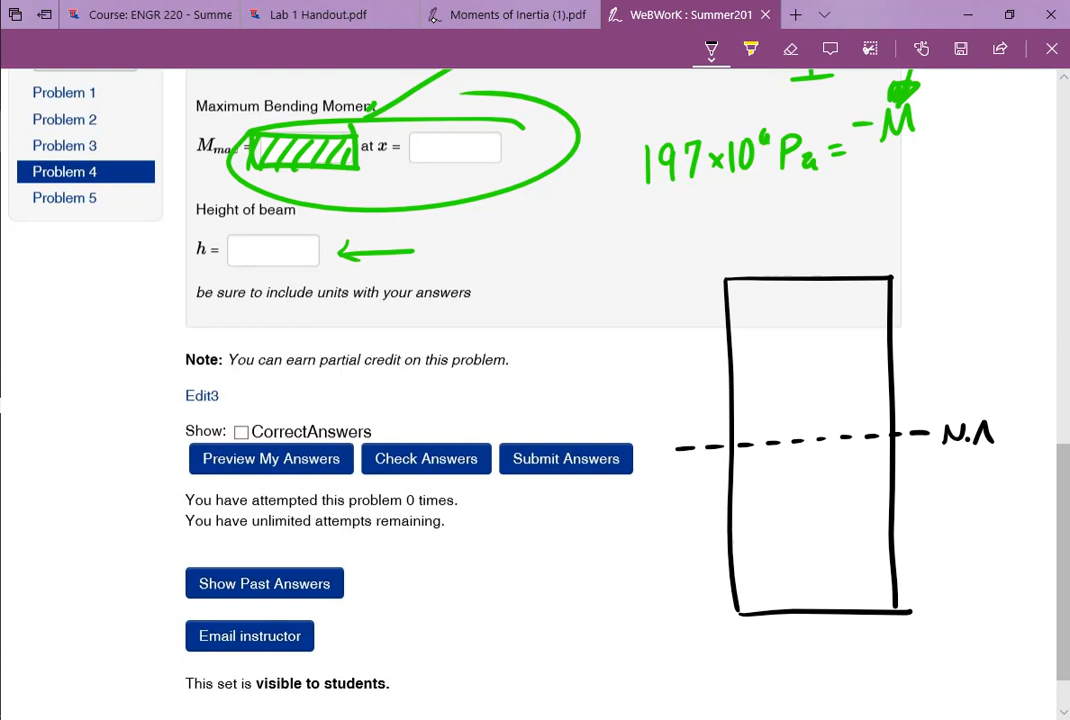 Course: ENGR 220 - Summe
Lab 1 Handout.pdf
Moments of Inertia (1).pdf
WeBWorK : Summer201
Problem 1
Problem 2
Problem 3
Problem 4
Problem 5
Maximum Bending Moment
at x =
197×10⁶ Pa = -M
Height of beam
h =
be sure to include units with your answers
Note: You can earn partial credit on this problem.
Edit3
N.A
Show: CorrectAnswers
Preview My Answers
Check Answers
Submit Answers
You have attempted this problem 0 times.
You have unlimited attempts remaining.
Show Past Answers
Email instructor
This set is visible to students.